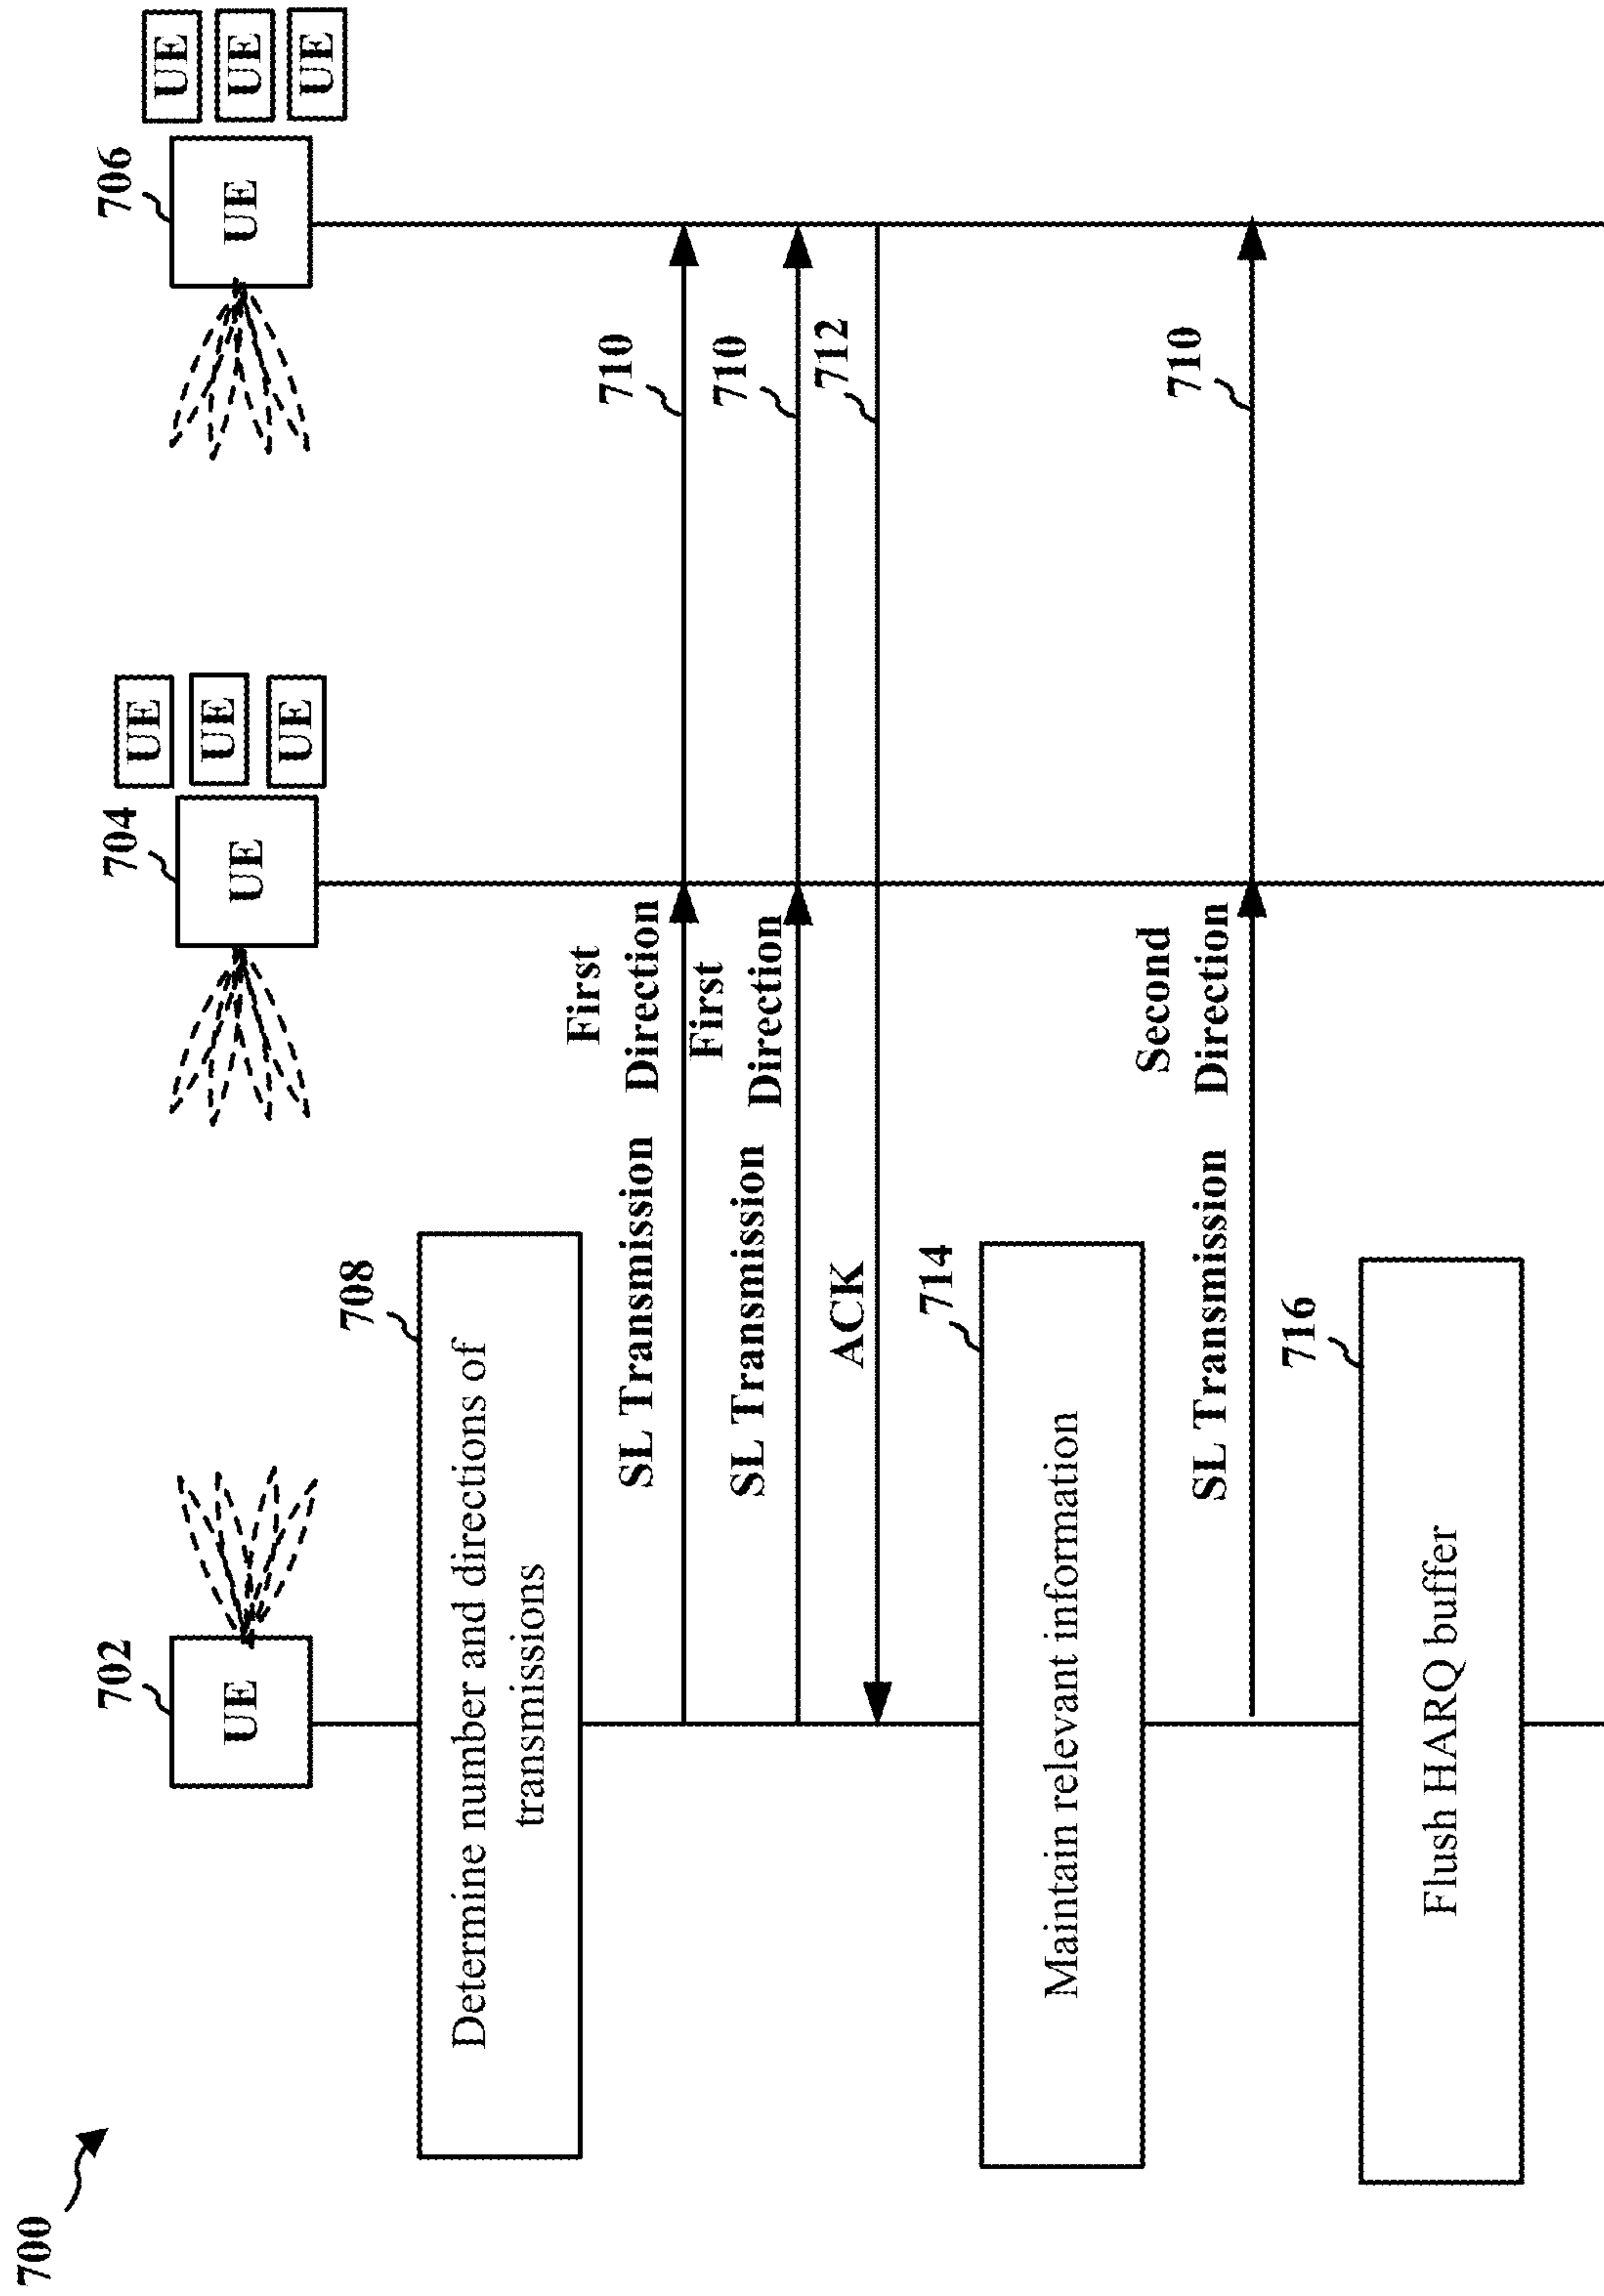 700
702
UE
704
UE
UE
UE
UE
706
UE
UE
UE
UE
708
Determine number and directions of
transmissions
First
SL Transmission Direction
710
First
SL Transmission Direction
710
ACK
712
714
Maintain relevant information
Second
SL Transmission Direction
710
716
Flush HARQ buffer